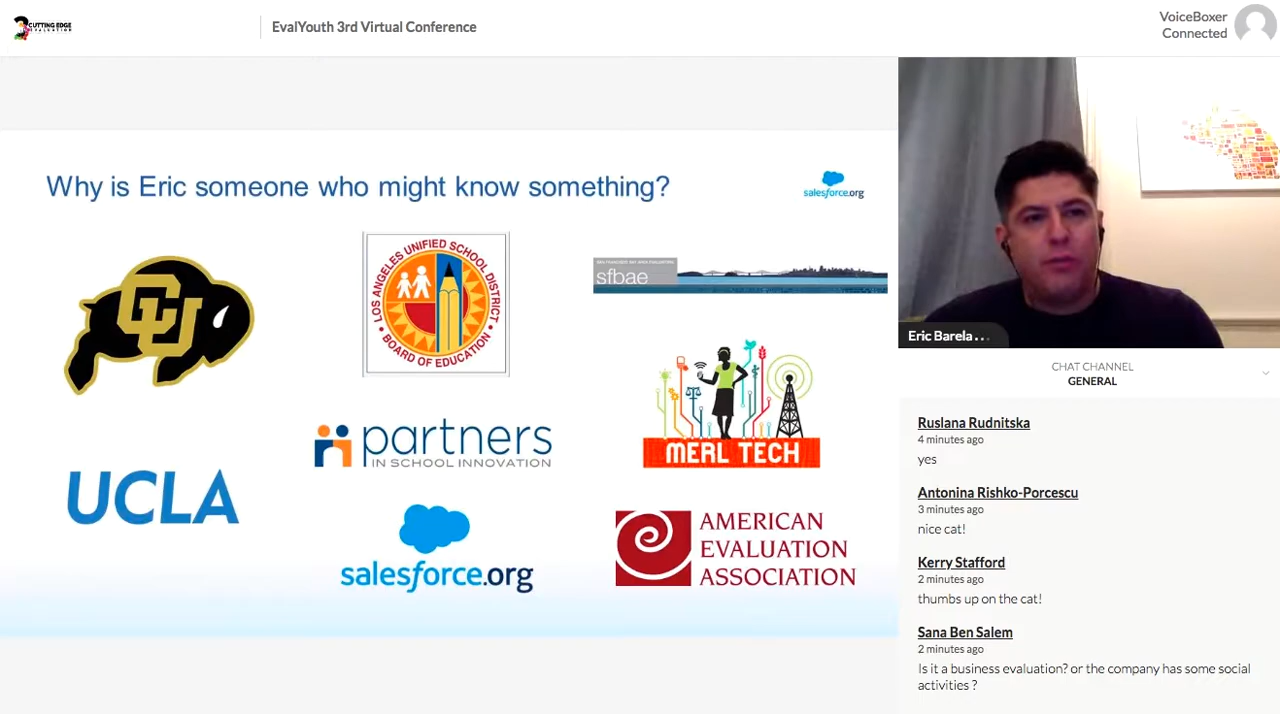 CUTTING EDGE
EVALUATION
EvalYouth 3rd Virtual Conference
VoiceBoxer
Connected
Why is Eric someone who might know something?
salesforce.org
CU
LOS ANGELES UNIFIED SCHOOL DISTRICT
• BOARD OF EDUCATION •
sfbae
partners
IN SCHOOL INNOVATION
MERL TECH
UCLA
salesforce.org
AMERICAN
EVALUATION
ASSOCIATION
Eric Barela ...
CHAT CHANNEL
GENERAL
Ruslana Rudnitska
4 minutes ago
yes
Antonina Rishko-Porcescu
3 minutes ago
nice cat!
Kerry Stafford
2 minutes ago
thumbs up on the cat!
Sana Ben Salem
2 minutes ago
Is it a business evaluation? or the company has some social
activities ?